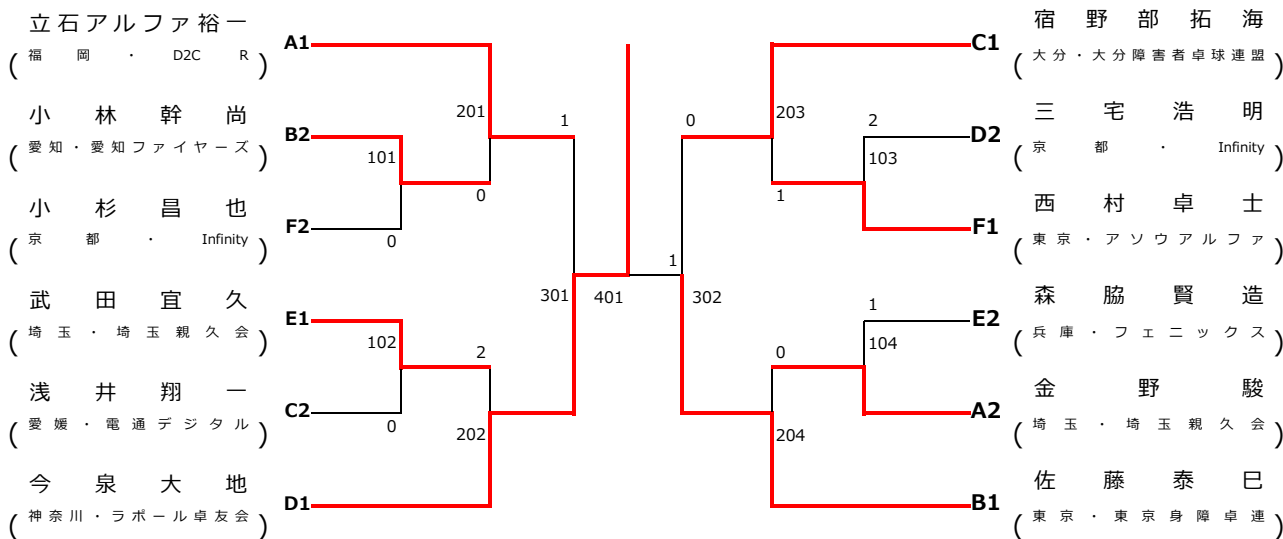 立石アルファ裕一
(福岡・D2C R)
A1
小林幹尚
(愛知・愛知ファイヤーズ)
B2
小杉昌也
(京都・Infinity)
F2
武田宜久
(埼玉・埼玉親久会)
E1
浅井翔一
(愛媛・電通デジタル)
C2
今泉大地
(神奈川・ラポール卓友会)
D1
201
1
101
0
0
301
401
102
2
0
202
0
203
2
103
1
1
302
1
0
104
204
C1
宿野部拓海
(大分・大分障害者卓球連盟)
D2
三宅浩明
(京都・Infinity)
F1
西村卓士
(東京・アソウアルファ)
E2
森脇賢造
(兵庫・フェニックス)
A2
金野駿
(埼玉・埼玉親久会)
B1
佐藤泰巳
(東京・東京身障卓連)